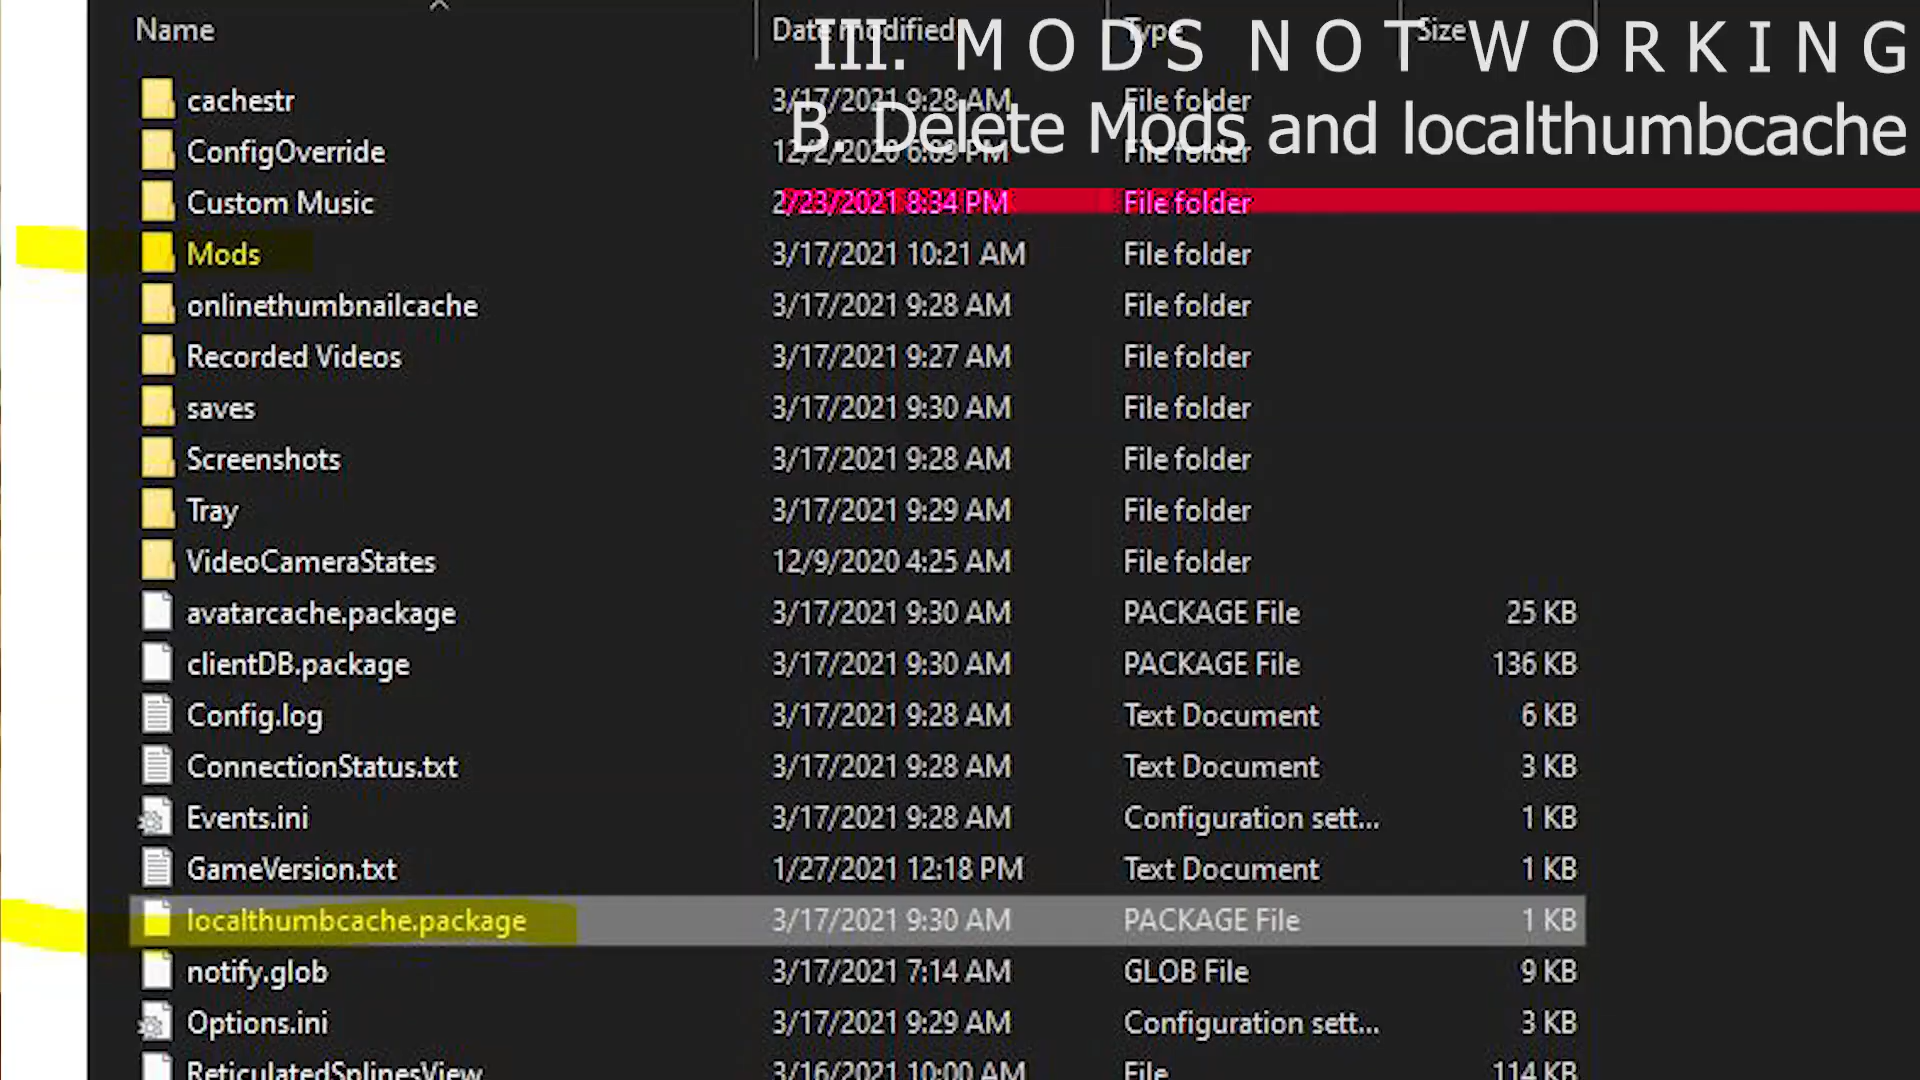 Name Date modified Type Size
III. MODS NOT WORKING
B. Delete Mods and localthumbcache
cachestr 3/17/2021 9:28 AM File folder
ConfigOverride 12/2/2020 6:09 PM File folder
Custom Music 2/23/2021 8:34 PM File folder
Mods 3/17/2021 10:21 AM File folder
onlinethumbnailcache 3/17/2021 9:28 AM File folder
Recorded Videos 3/17/2021 9:27 AM File folder
saves 3/17/2021 9:30 AM File folder
Screenshots 3/17/2021 9:28 AM File folder
Tray 3/17/2021 9:29 AM File folder
VideoCameraStates 12/9/2020 4:25 AM File folder
avatarcache.package 3/17/2021 9:30 AM PACKAGE File 25 KB
clientDB.package 3/17/2021 9:30 AM PACKAGE File 136 KB
Config.log 3/17/2021 9:28 AM Text Document 6 KB
ConnectionStatus.txt 3/17/2021 9:28 AM Text Document 3 KB
Events.ini 3/17/2021 9:28 AM Configuration sett... 1 KB
GameVersion.txt 1/27/2021 12:18 PM Text Document 1 KB
localthumbcache.package 3/17/2021 9:30 AM PACKAGE File 1 KB
notify.glob 3/17/2021 7:14 AM GLOB File 9 KB
Options.ini 3/17/2021 9:29 AM Configuration sett... 3 KB
ReticulatedSplinesView 3/16/2021 10:00 AM File 114 KB